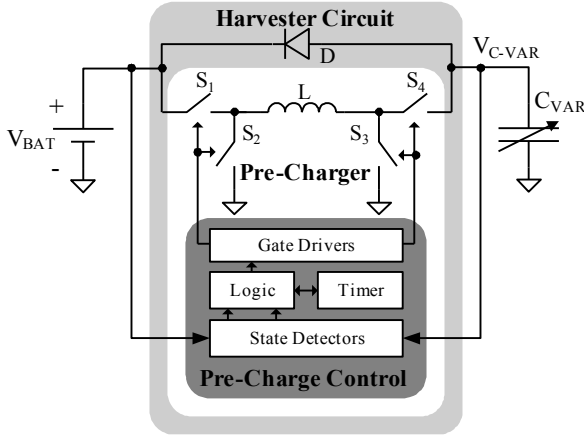 Harvester Circuit
D
V_C-VAR
S_1
L
S_4
C_VAR
+
V_BAT
-
S_2
S_3
Pre-Charger
Gate Drivers
Logic
Timer
State Detectors
Pre-Charge Control